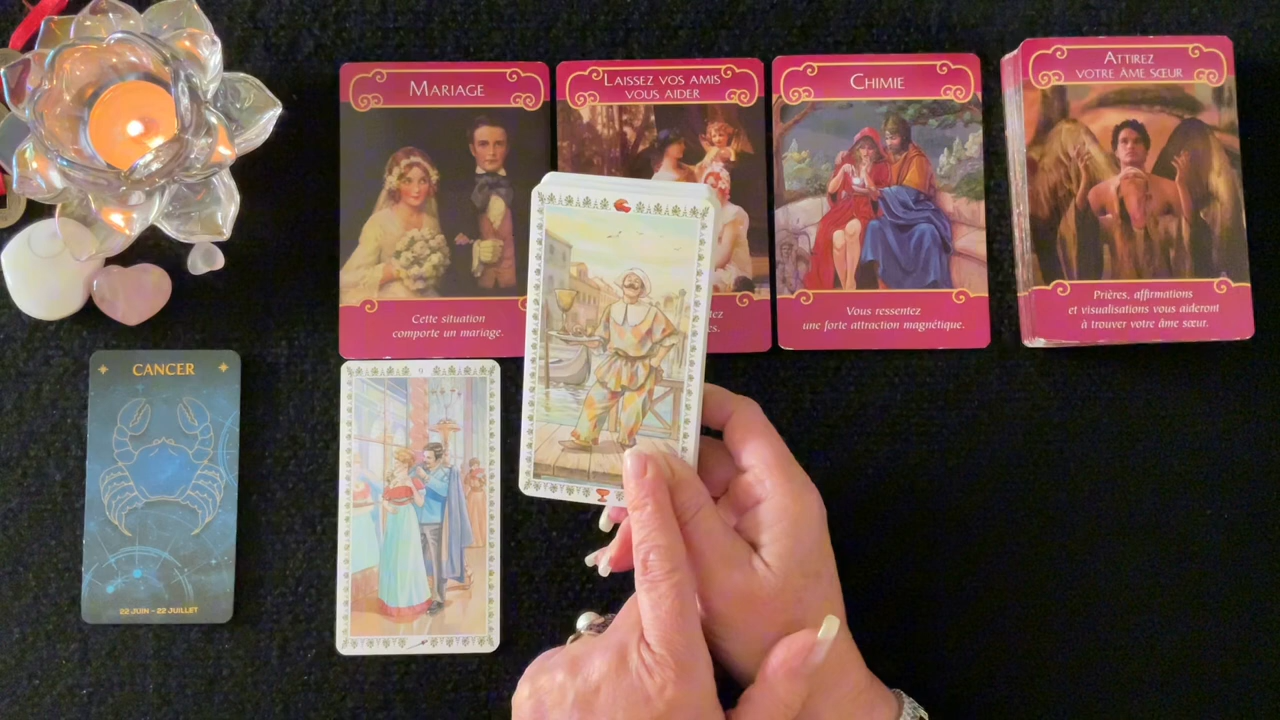 MARIAGE
Cette situation
comporte un mariage.
LAISSEZ VOS AMIS
VOUS AIDER
CHIMIE
Vous ressentez
une forte attraction magnétique.
ATTIREZ
VOTRE ÂME SŒUR
Prières, affirmations
et visualisations vous aideront
à trouver votre âme sœur.
CANCER
22 JUIN - 22 JUILLET
9